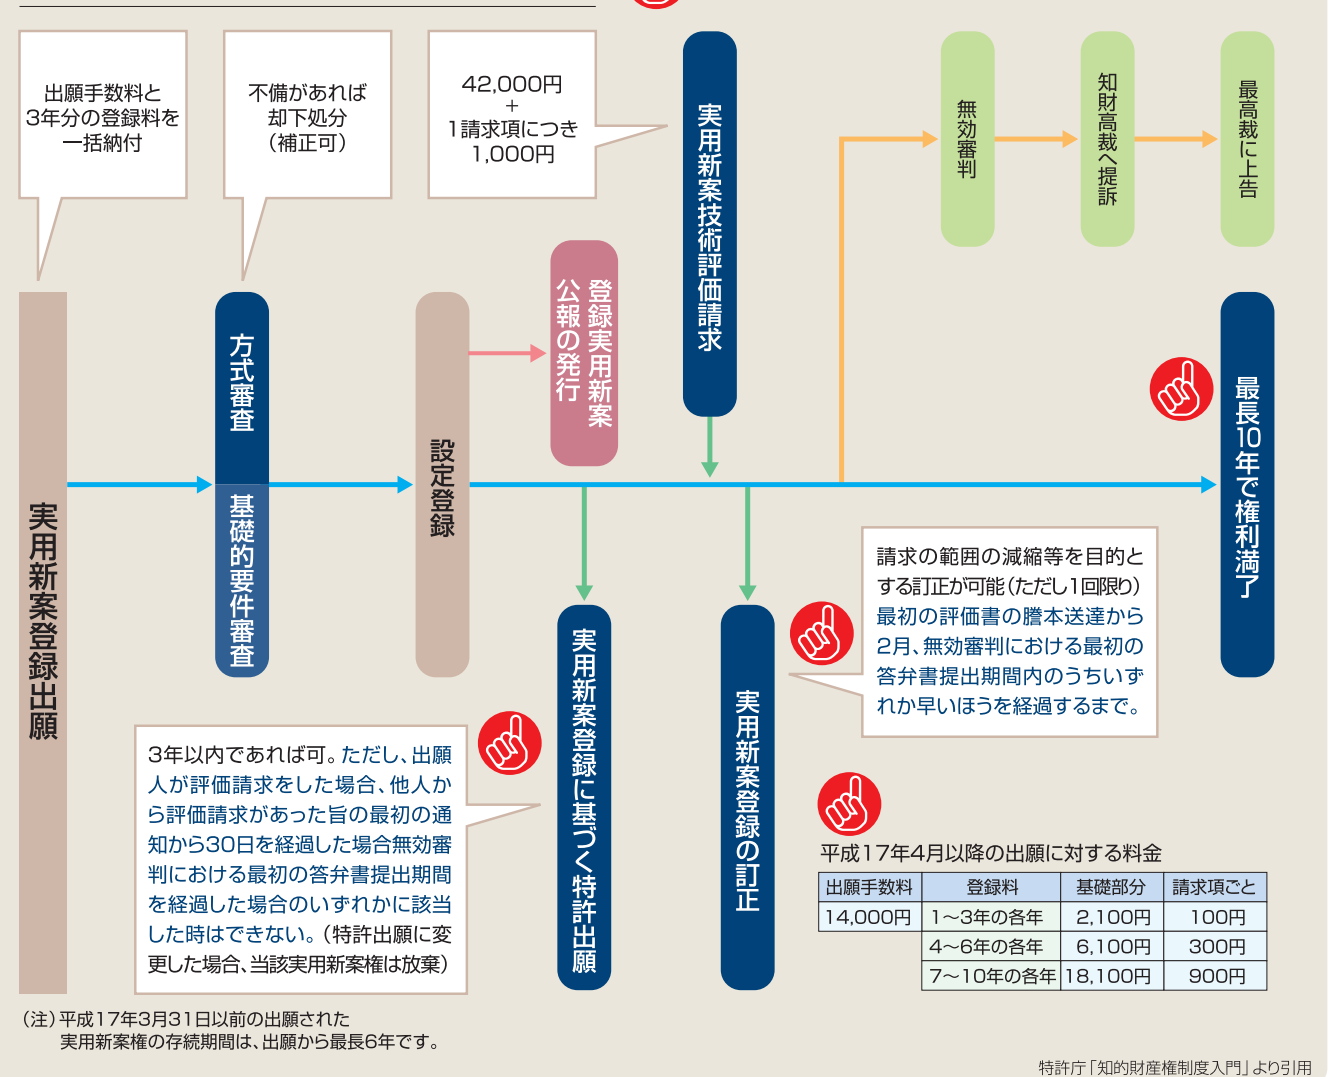 出願手数料と
3年分の登録料を
一括納付
不備があれば
却下処分
（補正可）
42,000円
+
1請求項につき
1,000円
実用新案技術評価請求
無効審判
知財高裁へ提訴
最高裁に上告
実用新案登録出願
方式審査
基礎的要件審査
設定登録
登録実用新案
公報の発行
最長10年で権利満了
請求の範囲の減縮等を目的と
する訂正が可能（ただし1回限り）
最初の評価書の謄本送達から
2月、無効審判における最初の
答弁書提出期間内のうちいず
れか早いほうを経過するまで。
実用新案登録に基づく特許出願
実用新案登録の訂正
3年以内であれば可。ただし、出願
人が評価請求をした場合、他人か
ら評価請求があった旨の最初の通
知から30日を経過した場合無効審
判における最初の答弁書提出期間
を経過した場合のいずれかに該当
した時はできない。（特許出願に変
更した場合、当該実用新案権は放棄）
平成17年4月以降の出願に対する料金
出願手数料 登録料 基礎部分 請求項ごと
14,000円 1～3年の各年 2,100円 100円
4～6年の各年 6,100円 300円
7～10年の各年 18,100円 900円
（注）平成17年3月31日以前の出願された
実用新案権の存続期間は、出願から最長6年です。
特許庁「知的財産権制度入門」より引用